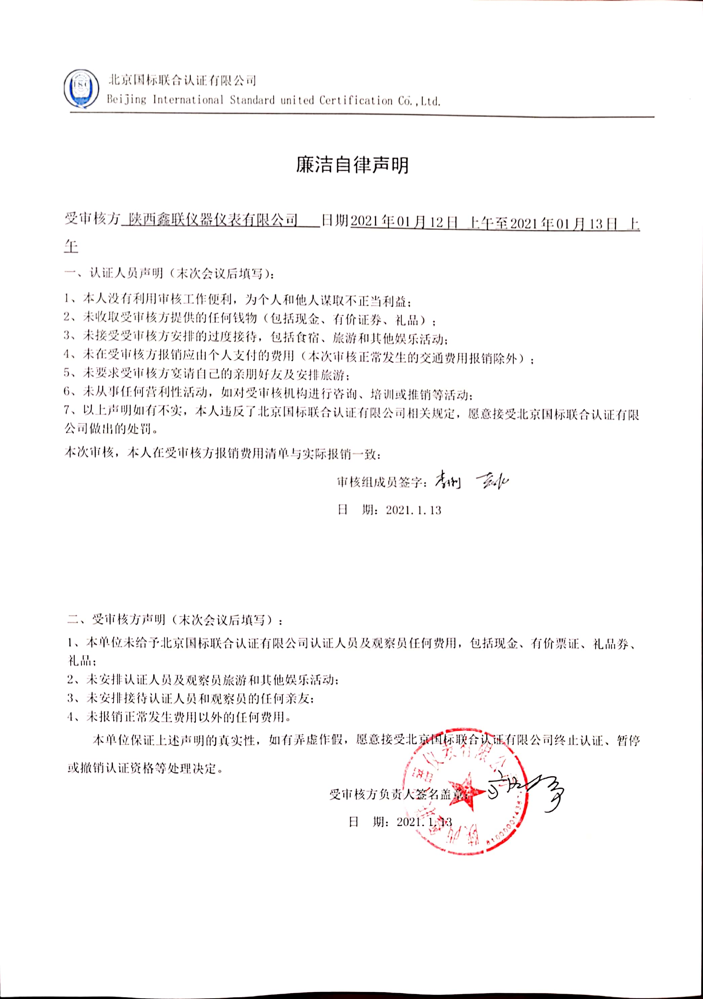 北京国标联合认证有限公司
Beijing International Standard united Certification Co.,Ltd.
廉洁自律声明
受审核方 陕西鑫联仪器仪表有限公司 日期2021年01月12日 上午至2021年01月13日 上
午
一、认证人员声明（末次会议后填写）：
1、本人没有利用审核工作便利，为个人和他人谋取不正当利益；
2、未收取受审核方提供的任何钱物（包括现金、有价证券、礼品）；
3、未接受受审核方安排的过度接待，包括食宿、旅游和其他娱乐活动；
4、未在受审核方报销应由个人支付的费用（本次审核正常发生的交通费用报销除外）；
5、未要求受审核方宴请自己的亲朋好友及安排旅游；
6、未从事任何营利性活动，如对受审核机构进行咨询、培训或推销等活动；
7、以上声明如有不实，本人违反了北京国标联合认证有限公司相关规定，愿意接受北京国标联合认证有限
公司做出的处罚。
本次审核，本人在受审核方报销费用清单与实际报销一致：
审核组成员签字：
日 期：2021.1.13
二、受审核方声明（末次会议后填写）：
1、本单位未给予北京国标联合认证有限公司认证人员及观察员任何费用，包括现金、有价票证、礼品券、
礼品；
2、未安排认证人员及观察员旅游和其他娱乐活动；
3、未安排接待认证人员和观察员的任何亲友；
4、未报销正常发生费用以外的任何费用。
本单位保证上述声明的真实性，如有弄虚作假，愿意接受北京国标联合认证有限公司终止认证、暂停
或撤销认证资格等处理决定。
受审核方负责人签名盖章：
日 期：2021.1.13